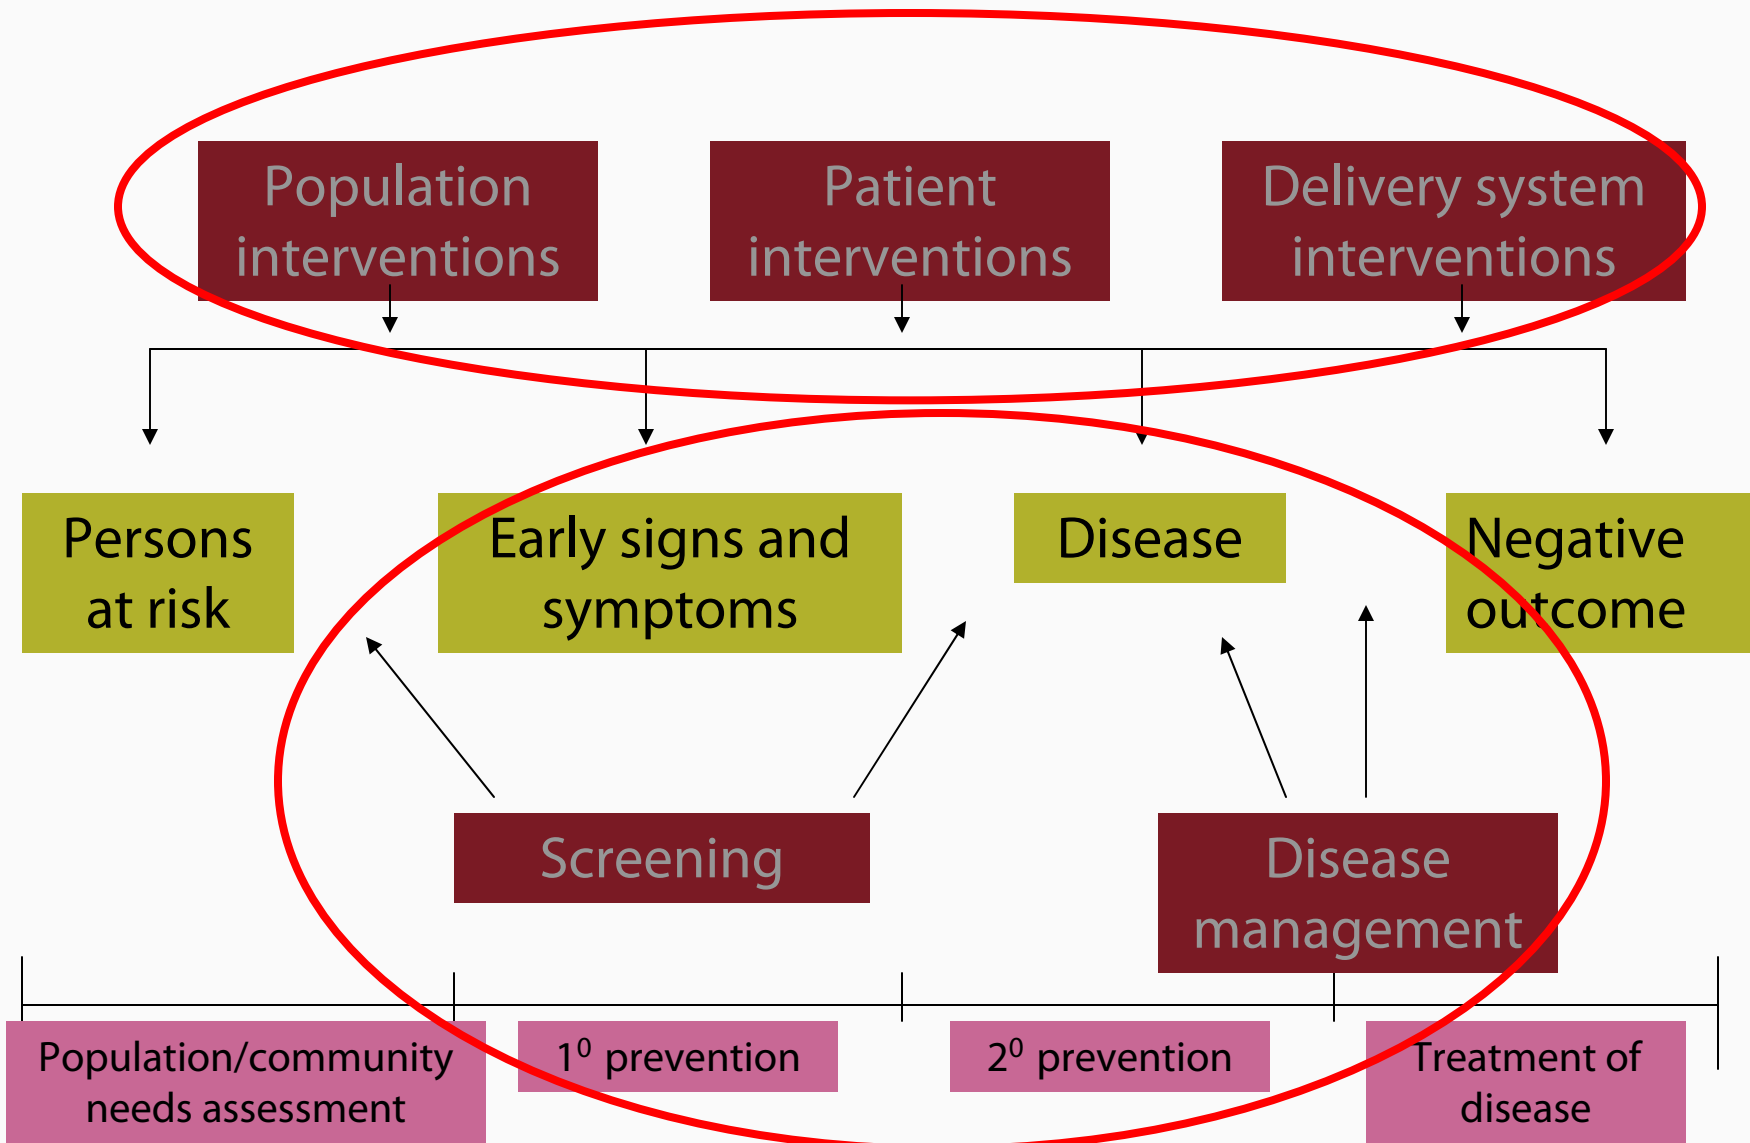 Population
interventions
Patient
interventions
Delivery system
interventions
Persons
at risk
Early signs and
symptoms
Disease
Negative
outcome
Screening
Disease
management
Population/community
needs assessment
1⁰ prevention
2⁰ prevention
Treatment of
disease